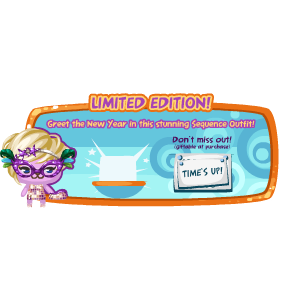 LIMITED EDITION!
Greet the New Year in this stunning Sequence Outfit!
Don't miss out!
(giftable at purchase)
TIME'S UP!